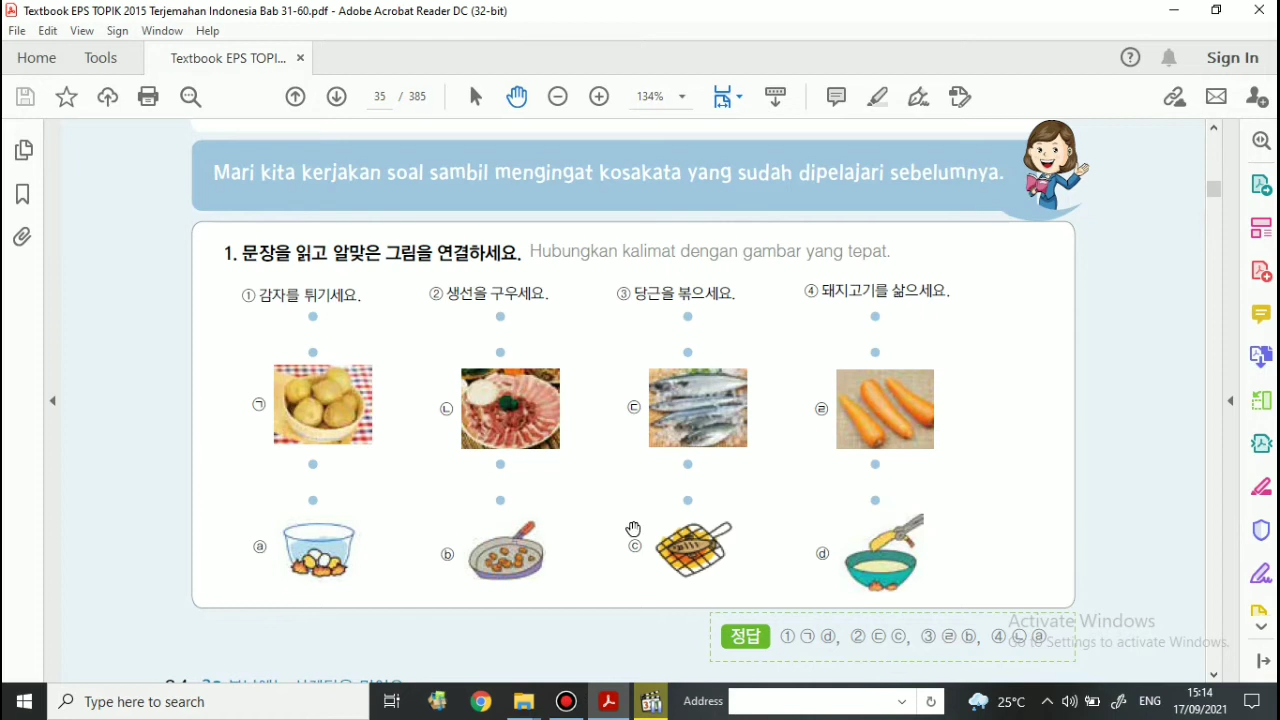 Textbook EPS TOPIK 2015 Terjemahan Indonesia Bab 31-60.pdf - Adobe Acrobat Reader DC (32-bit)
File Edit View Sign Window Help
Home Tools Textbook EPS TOPI... × Sign In
35 / 385 134%
Mari kita kerjakan soal sambil mengingat kosakata yang sudah dipelajari sebelumnya.
1. 문장을 읽고 알맞은 그림을 연결하세요. Hubungkan kalimat dengan gambar yang tepat.
① 감자를 튀기세요. ② 생선을 구우세요. ③ 당근을 볶으세요. ④ 돼지고기를 삶으세요.
㉠ ㉡ ㉢ ㉣
ⓐ ⓑ ⓒ ⓓ
정답 ① ㉠ ⓓ, ② ㉢ ⓒ, ③ ㉣ ⓑ, ④ ㉡ ⓐ
Activate Windows
Go to Settings to activate Windows.
Type here to search Address 25°C ENG 15:14
17/09/2021